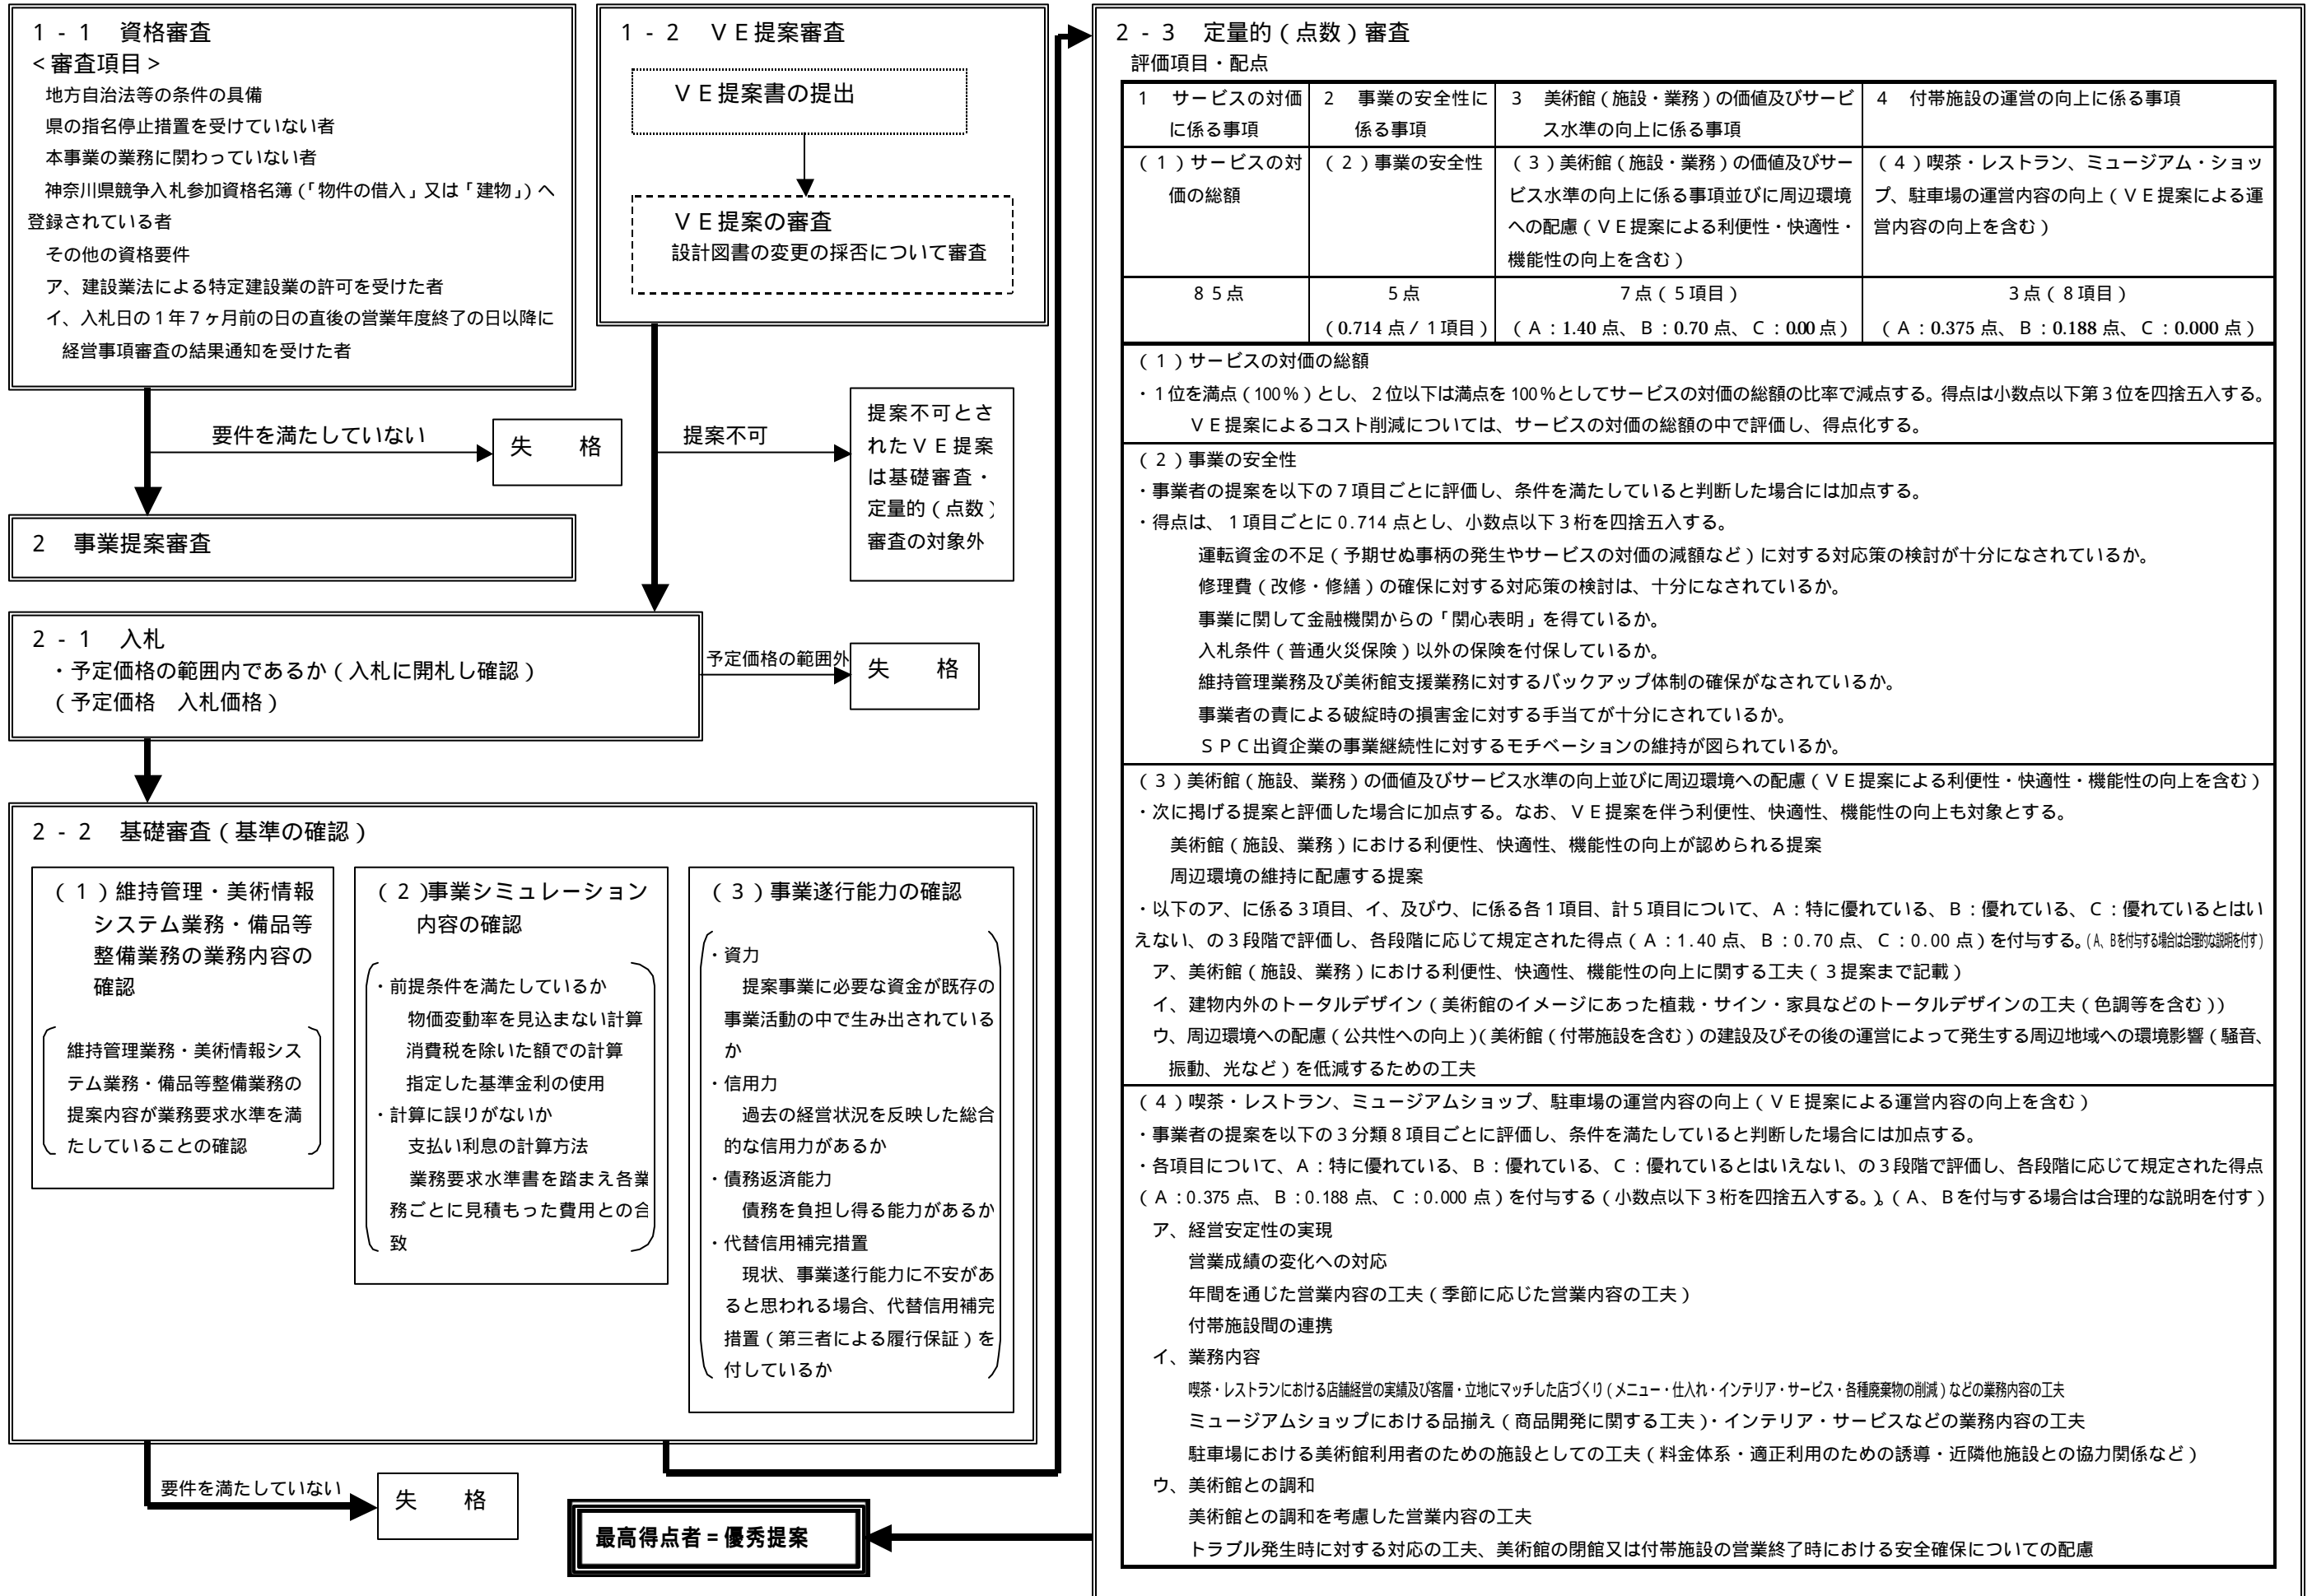 1-1 資格審査
<審査項目>
地方自治法等の条件の具備
県の指名停止措置を受けていない者
本事業の業務に関わっていない者
神奈川県競争入札参加資格名簿(「物件の借入」又は「建物」)へ
登録されている者
その他の資格要件
ア、建設業法による特定建設業の許可を受けた者
イ、入札日の1年7ヶ月前の日の直後の営業年度終了の日以降に
経営事項審査の結果通知を受けた者
要件を満たしていない
失 格
2 事業提案審査
1-2 VE提案審査
VE提案書の提出
VE提案の審査
設計図書の変更の採否について審査
提案不可
提案不可とさ
れたVE提案
は基礎審査・
定量的(点数)
審査の対象外
2-1 入札
・予定価格の範囲内であるか(入札に開札し確認)
(予定価格 入札価格)
予定価格の範囲外
失 格
2-2 基礎審査(基準の確認)
(1)維持管理・美術情報
システム業務・備品等
整備業務の業務内容の
確認
維持管理業務・美術情報シス
テム業務・備品等整備業務の
提案内容が業務要求水準を満
たしていることの確認
(2)事業シミュレーション
内容の確認
・前提条件を満たしているか
物価変動率を見込まない計算
消費税を除いた額での計算
指定した基準金利の使用
・計算に誤りがないか
支払い利息の計算方法
業務要求水準書を踏まえ各業
務ごとに見積もった費用との合
致
(3)事業遂行能力の確認
・資力
提案事業に必要な資金が既存の
事業活動の中で生み出されている
か
・信用力
過去の経営状況を反映した総合
的な信用力があるか
・債務返済能力
債務を負担し得る能力があるか
・代替信用補完措置
現状、事業遂行能力に不安があ
ると思われる場合、代替信用補完
措置(第三者による履行保証)を
付しているか
要件を満たしていない
失 格
最高得点者=優秀提案
2-3 定量的(点数)審査
評価項目・配点
1 サービスの対価
に係る事項
2 事業の安全性に
係る事項
3 美術館(施設・業務)の価値及びサービ
ス水準の向上に係る事項
4 付帯施設の運営の向上に係る事項
(1)サービスの対
価の総額
(2)事業の安全性
(3)美術館(施設・業務)の価値及びサー
ビス水準の向上に係る事項並びに周辺環境
への配慮(VE提案による利便性・快適性・
機能性の向上を含む)
(4)喫茶・レストラン、ミュージアム・ショッ
プ、駐車場の運営内容の向上(VE提案による運
営内容の向上を含む)
85点
5点
(0.714点/1項目)
7点(5項目)
(A:1.40点、B:0.70点、C:0.00点)
3点(8項目)
(A:0.375点、B:0.188点、C:0.000点)
(1)サービスの対価の総額
・1位を満点(100%)とし、2位以下は満点を100%としてサービスの対価の総額の比率で減点する。得点は小数点以下第3位を四捨五入する。
VE提案によるコスト削減については、サービスの対価の総額の中で評価し、得点化する。
(2)事業の安全性
・事業者の提案を以下の7項目ごとに評価し、条件を満たしていると判断した場合には加点する。
・得点は、1項目ごとに0.714点とし、小数点以下3桁を四捨五入する。
運転資金の不足(予期せぬ事柄の発生やサービスの対価の減額など)に対する対応策の検討が十分になされているか。
修理費(改修・修繕)の確保に対する対応策の検討は、十分になされているか。
事業に関して金融機関からの「関心表明」を得ているか。
入札条件(普通火災保険)以外の保険を付保しているか。
維持管理業務及び美術館支援業務に対するバックアップ体制の確保がなされているか。
事業者の責による破綻時の損害金に対する手当てが十分にされているか。
SPC出資企業の事業継続性に対するモチベーションの維持が図られているか。
(3)美術館(施設、業務)の価値及びサービス水準の向上並びに周辺環境への配慮(VE提案による利便性・快適性・機能性の向上を含む)
・次に掲げる提案と評価した場合に加点する。なお、VE提案を伴う利便性、快適性、機能性の向上も対象とする。
美術館(施設、業務)における利便性、快適性、機能性の向上が認められる提案
周辺環境の維持に配慮する提案
・以下のア、に係る3項目、イ、及びウ、に係る各1項目、計5項目について、A:特に優れている、B:優れている、C:優れているとはい
えない、の3段階で評価し、各段階に応じて規定された得点(A:1.40点、B:0.70点、C:0.00点)を付与する。(A、Bを付与する場合は合理的な説明を付す)
ア、美術館(施設、業務)における利便性、快適性、機能性の向上に関する工夫(3提案まで記載)
イ、建物内外のトータルデザイン(美術館のイメージにあった植栽・サイン・家具などのトータルデザインの工夫(色調等を含む))
ウ、周辺環境への配慮(公共性への向上)(美術館(付帯施設を含む)の建設及びその後の運営によって発生する周辺地域への環境影響(騒音、
振動、光など)を低減するための工夫
(4)喫茶・レストラン、ミュージアムショップ、駐車場の運営内容の向上(VE提案による運営内容の向上を含む)
・事業者の提案を以下の3分類8項目ごとに評価し、条件を満たしていると判断した場合には加点する。
・各項目について、A:特に優れている、B:優れている、C:優れているとはいえない、の3段階で評価し、各段階に応じて規定された得点
(A:0.375点、B:0.188点、C:0.000点)を付与する(小数点以下3桁を四捨五入する。)。(A、Bを付与する場合は合理的な説明を付す)
ア、経営安定性の実現
営業成績の変化への対応
年間を通じた営業内容の工夫(季節に応じた営業内容の工夫)
付帯施設間の連携
イ、業務内容
喫茶・レストランにおける店舗経営の実績及び客層・立地にマッチした店づくり(メニュー・仕入れ・インテリア・サービス・各種廃棄物の削減)などの業務内容の工夫
ミュージアムショップにおける品揃え(商品開発に関する工夫)・インテリア・サービスなどの業務内容の工夫
駐車場における美術館利用者のための施設としての工夫(料金体系・適正利用のための誘導・近隣他施設との協力関係など)
ウ、美術館との調和
美術館との調和を考慮した営業内容の工夫
トラブル発生時に対する対応の工夫、美術館の閉館又は付帯施設の営業終了時における安全確保についての配慮